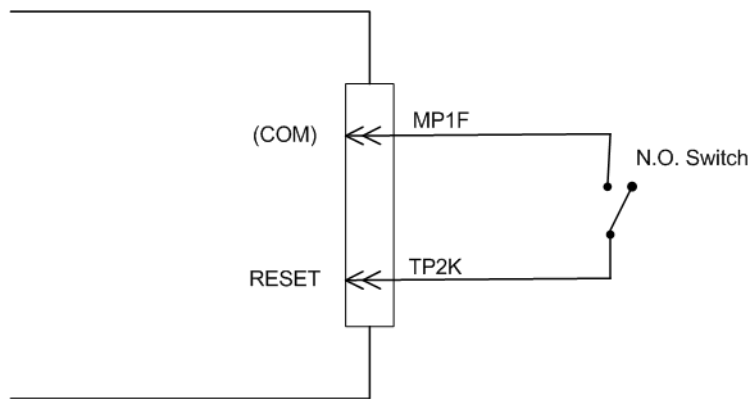 MP1F
(COM)
N.O. Switch
TP2K
RESET